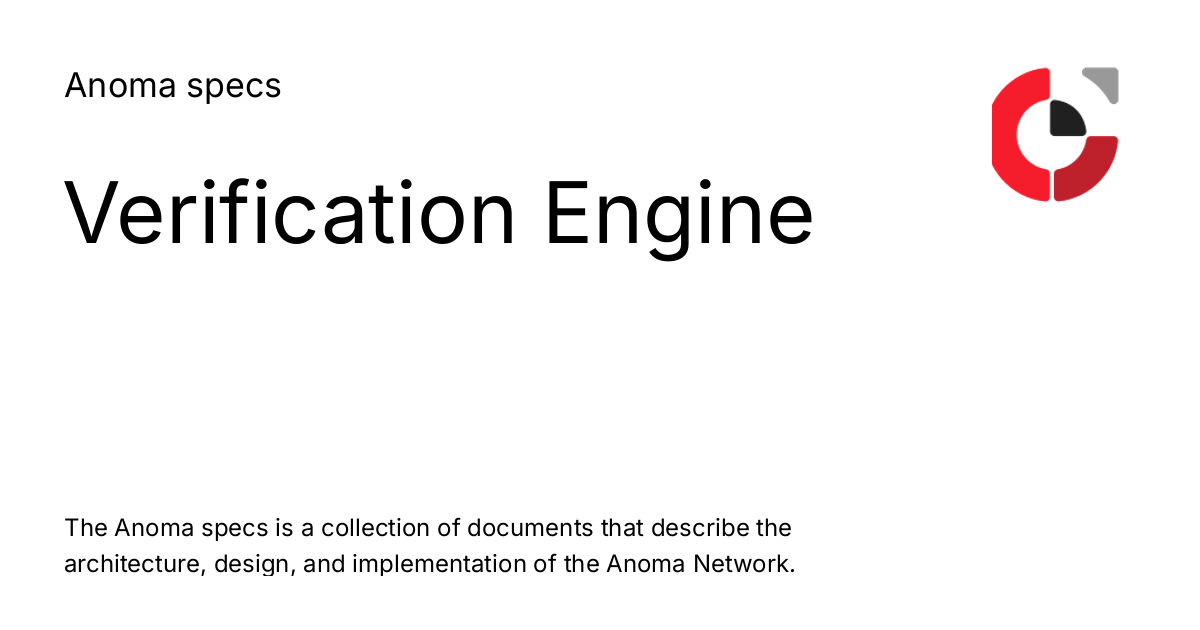 Anoma specs
Verification Engine
The Anoma specs is a collection of documents that describe the
architecture, design, and implementation of the Anoma Network.